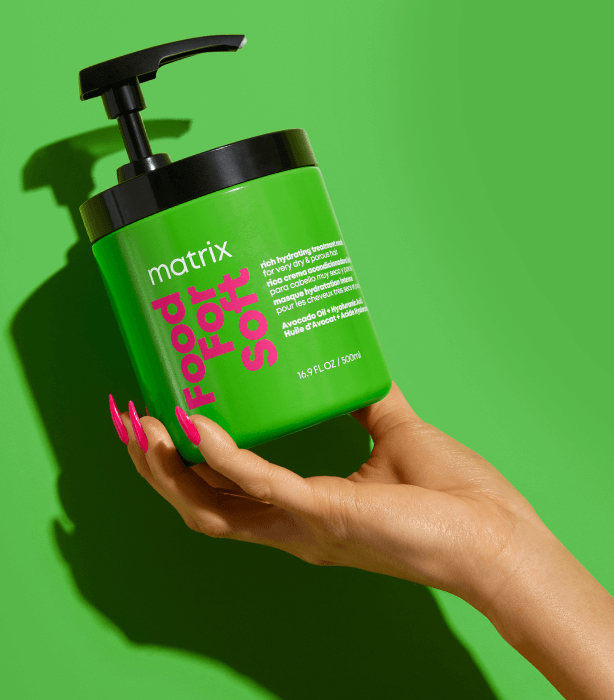 matrix
Food
For
Soft
rich hydrating treatment
for very dry & porous hair
rica crema acondicionadora
para cabello muy seco y
masque hydratation intense
pour les cheveux très secs et
Avocado Oil + Hyaluronic Acid
Huile d'Avocat + Acide
16.9 FL OZ / 500ml